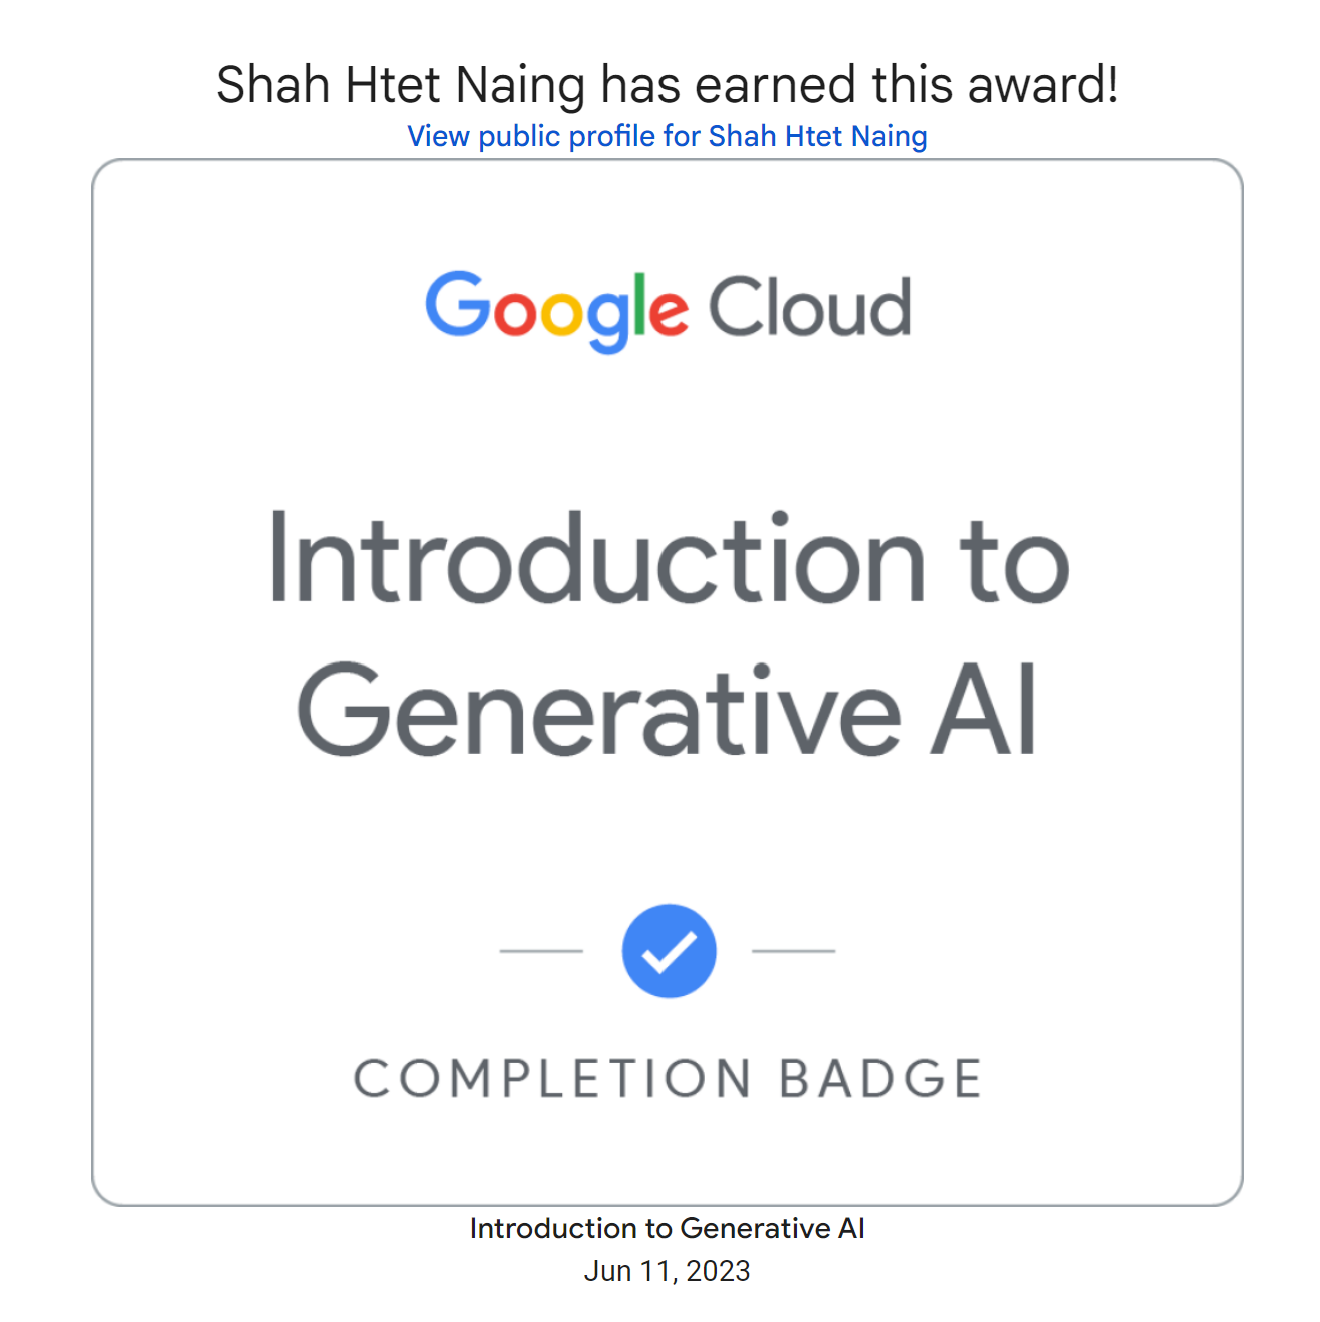 Shah Htet Naing has earned this award!
View public profile for Shah Htet Naing
Google Cloud
Introduction to
Generative AI
COMPLETION BADGE
Introduction to Generative AI
Jun 11, 2023